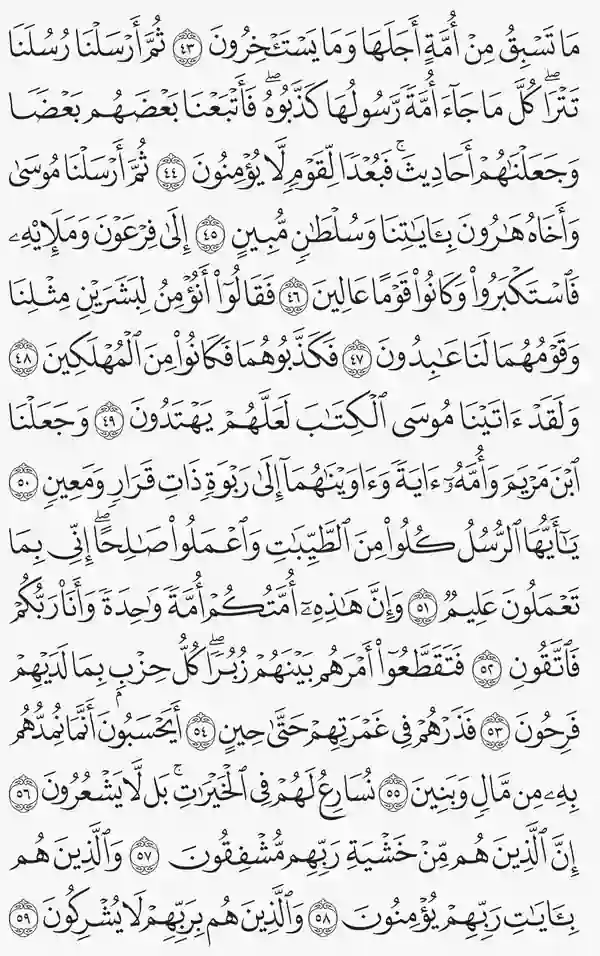 مَا تَسْبِقُ مِنْ أُمَّةٍ أَجَلَهَا وَمَا يَسْتَـْٔخِرُونَ ٤٣ ثُمَّ أَرْسَلْنَا رُسُلَنَا
تَتْرَا ۖ كُلَّ مَا جَآءَ أُمَّةً رَّسُولُهَا كَذَّبُوهُ ۖ فَأَتْبَعْنَا بَعْضَهُم بَعْضًا
وَجَعَلْنَٰهُمْ أَحَادِيثَ ۚ فَبُعْدًا لِّقَوْمٍ لَّا يُؤْمِنُونَ ٤٤ ثُمَّ أَرْسَلْنَا مُوسَىٰ
وَأَخَاهُ هَٰرُونَ بِـَٔايَٰتِنَا وَسُلْطَٰنٍ مُّبِينٍ ٤٥ إِلَىٰ فِرْعَوْنَ وَمَلَإِي۟هِۦ
فَٱسْتَكْبَرُوا۟ وَكَانُوا۟ قَوْمًا عَالِينَ ٤٦ فَقَالُوٓا۟ أَنُؤْمِنُ لِبَشَرَيْنِ مِثْلِنَا
وَقَوْمُهُمَا لَنَا عَٰبِدُونَ ٤٧ فَكَذَّبُوهُمَا فَكَانُوا۟ مِنَ ٱلْمُهْلَكِينَ ٤٨
وَلَقَدْ ءَاتَيْنَا مُوسَى ٱلْكِتَٰبَ لَعَلَّهُمْ يَهْتَدُونَ ٤٩ وَجَعَلْنَا
ٱبْنَ مَرْيَمَ وَأُمَّهُۥٓ ءَايَةً وَءَاوَيْنَٰهُمَآ إِلَىٰ رَبْوَةٍ ذَاتِ قَرَارٍ وَمَعِينٍ ٥٠
يَٰٓأَيُّهَا ٱلرُّسُلُ كُلُوا۟ مِنَ ٱلطَّيِّبَٰتِ وَٱعْمَلُوا۟ صَٰلِحًا ۖ إِنِّى بِمَا
تَعْمَلُونَ عَلِيمٌ ٥١ وَإِنَّ هَٰذِهِۦٓ أُمَّتُكُمْ أُمَّةً وَٰحِدَةً وَأَنَا۠ رَبُّكُمْ
فَٱتَّقُونِ ٥٢ فَتَقَطَّعُوٓا۟ أَمْرَهُم بَيْنَهُمْ زُبُرًا ۖ كُلُّ حِزْبٍۭ بِمَا لَدَيْهِمْ
فَرِحُونَ ٥٣ فَذَرْهُمْ فِى غَمْرَتِهِمْ حَتَّىٰ حِينٍ ٥٤ أَيَحْسَبُونَ أَنَّمَا نُمِدُّهُم
بِهِۦ مِن مَّالٍ وَبَنِينَ ٥٥ نُسَارِعُ لَهُمْ فِى ٱلْخَيْرَٰتِ ۚ بَل لَّا يَشْعُرُونَ ٥٦
إِنَّ ٱلَّذِينَ هُم مِّنْ خَشْيَةِ رَبِّهِم مُّشْفِقُونَ ٥٧ وَٱلَّذِينَ هُم
بِـَٔايَٰتِ رَبِّهِمْ يُؤْمِنُونَ ٥٨ وَٱلَّذِينَ هُم بِرَبِّهِمْ لَا يُشْرِكُونَ ٥٩